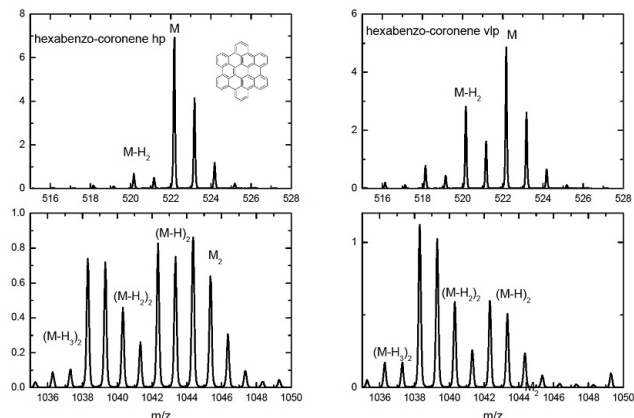 hexabenzo-coronene hp
M
M-H₂
8
6
4
2
0
516 518 520 522 524 526 528
hexabenzo-coronene vlp
M
M-H₂
6
4
2
0
516 518 520 522 524 526 528
1.0
0.8
0.6
0.4
0.2
0.0
(M-H)₂
M₂
(M-H₂)₂
(M-H₃)₂
1036 1038 1040 1042 1044 1046 1048 1050
m/z
1
0
(M-H₂)₂
(M-H)₂
(M-H₃)₂
M₂
1036 1038 1040 1042 1044 1046 1048 1050
m/z